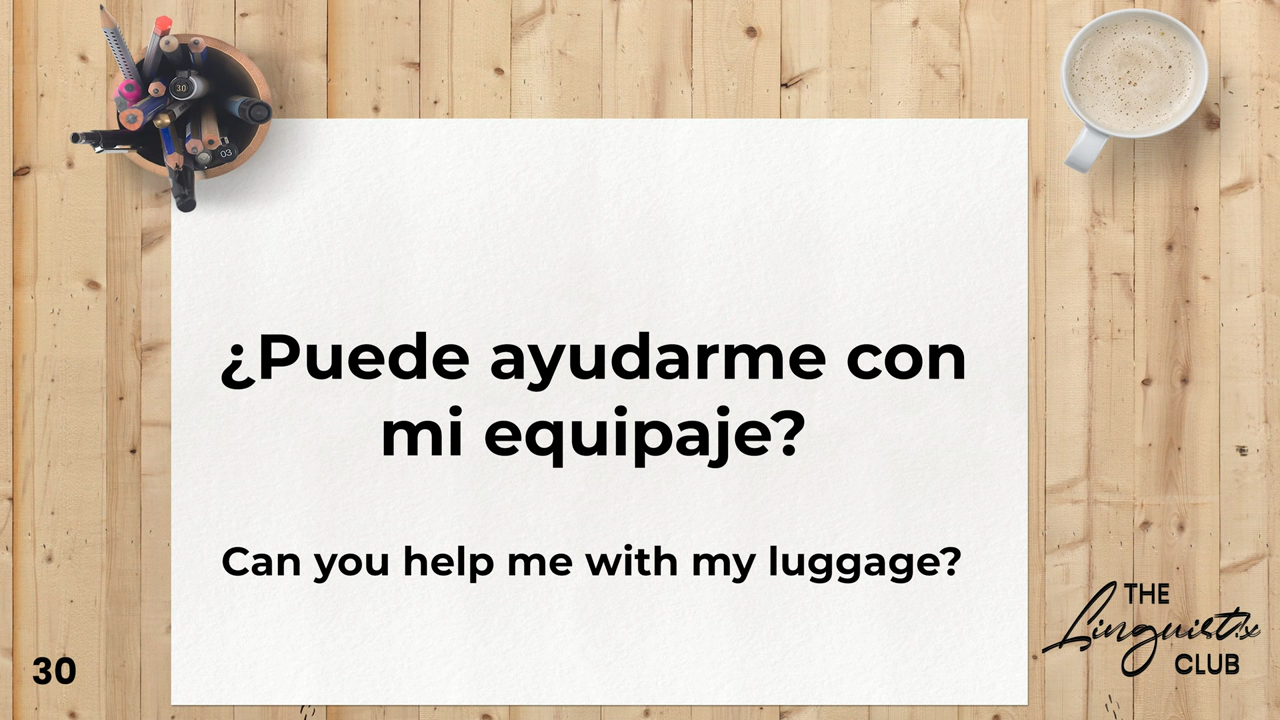 30
03
¿Puede ayudarme con
mi equipaje?
Can you help me with my luggage?
30
THE
Linguistix
CLUB